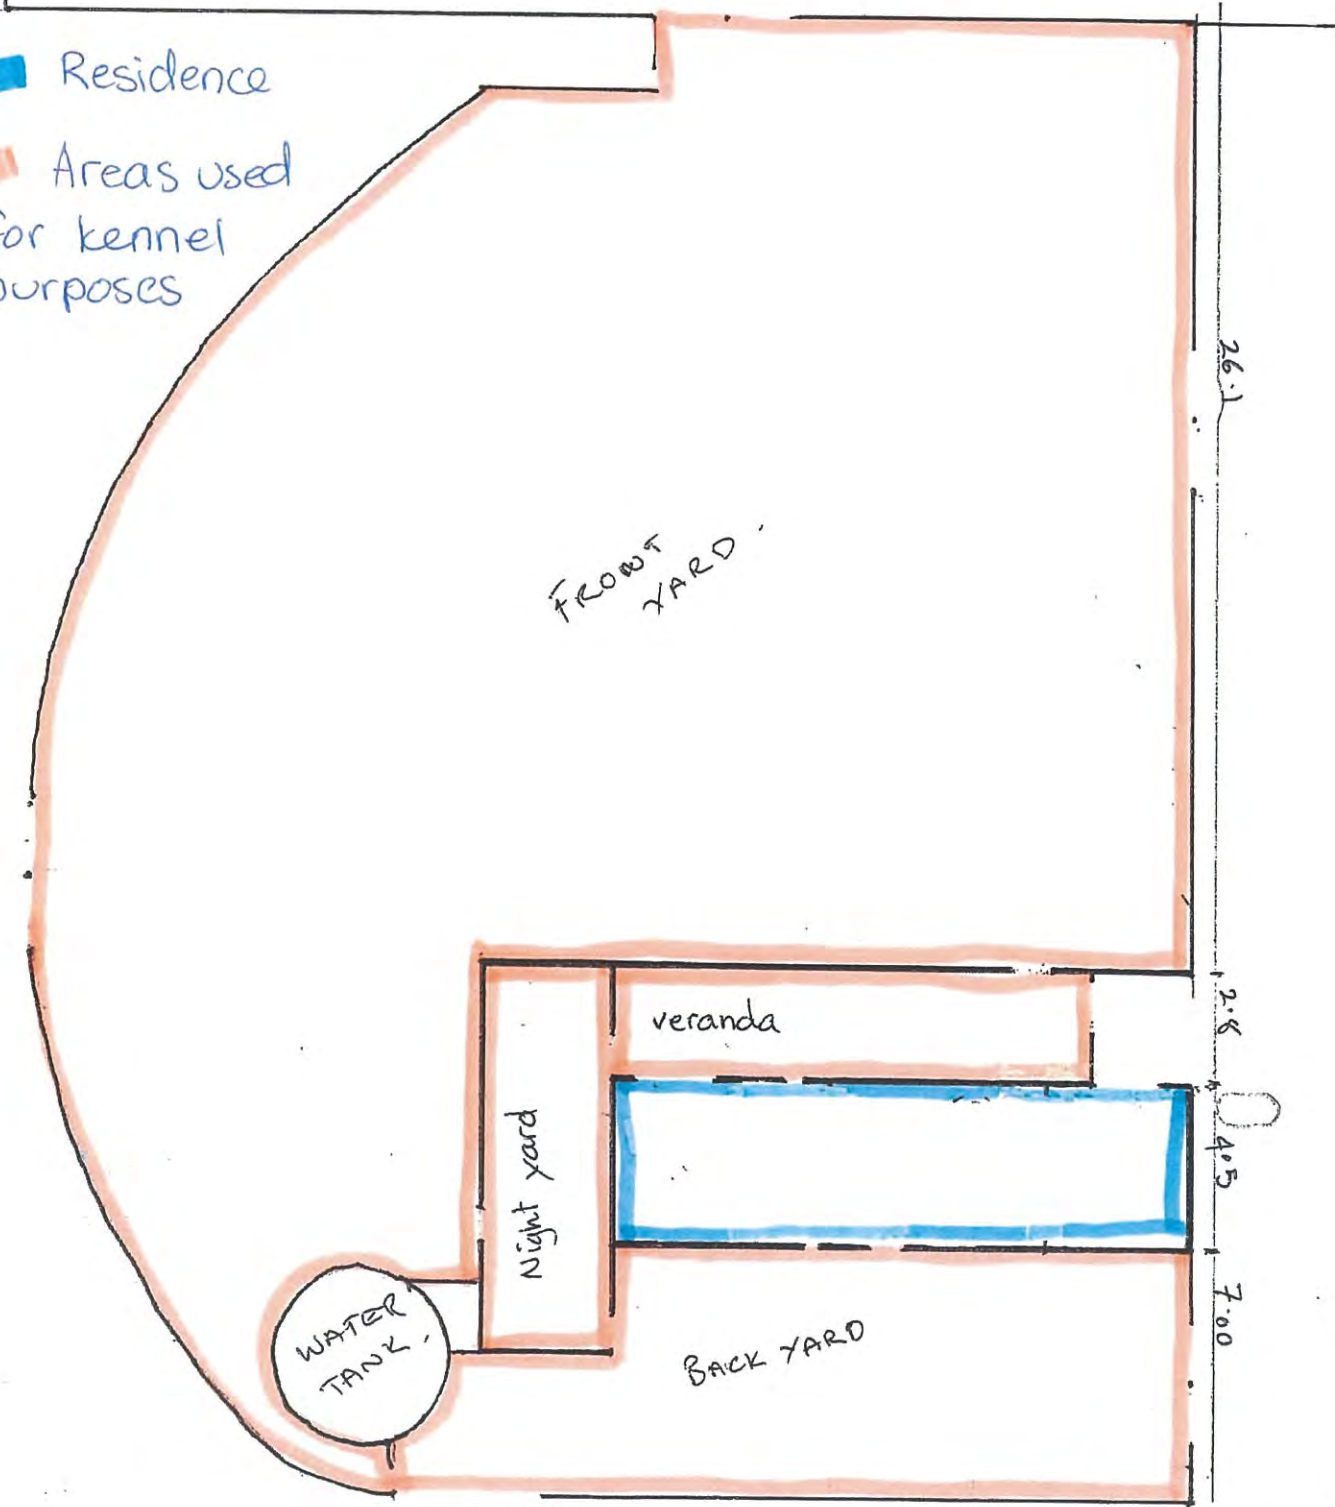 Residence
Areas used
for kennel
purposes
26.1
FRONT
YARD.
2.8
veranda
4.5
Night yard
7.00
WATER
TANK.
BACK YARD